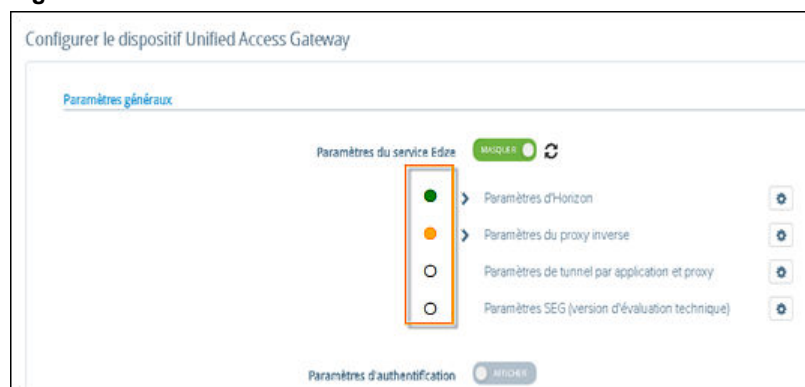 Configurer le dispositif Unified Access Gateway
Paramètres généraux
Paramètres du service Edze
MASQUER
Paramètres d'Horizon
Paramètres du proxy inverse
Paramètres de tunnel par application et proxy
Paramètres SEG (version d'évaluation technique)
Paramètres d'authentification
AFFICHER